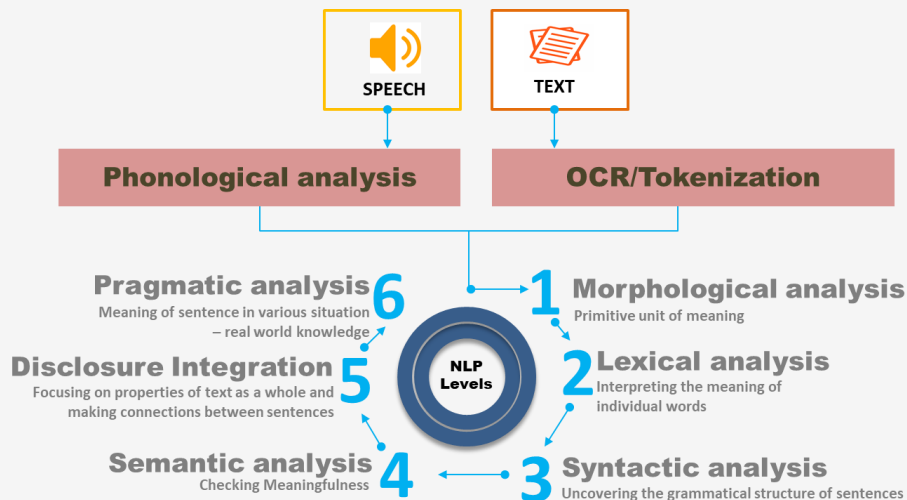 SPEECH
TEXT
Phonological analysis
OCR/Tokenization
Pragmatic analysis
Meaning of sentence in various situation
– real world knowledge
6
1
Morphological analysis
Primitive unit of meaning
Disclosure Integration
Focusing on properties of text as a whole and
making connections between sentences
5
NLP
Levels
2
Lexical analysis
Interpreting the meaning of
individual words
Semantic analysis
Checking Meaningfulness
4
3
Syntactic analysis
Uncovering the grammatical structure of sentences